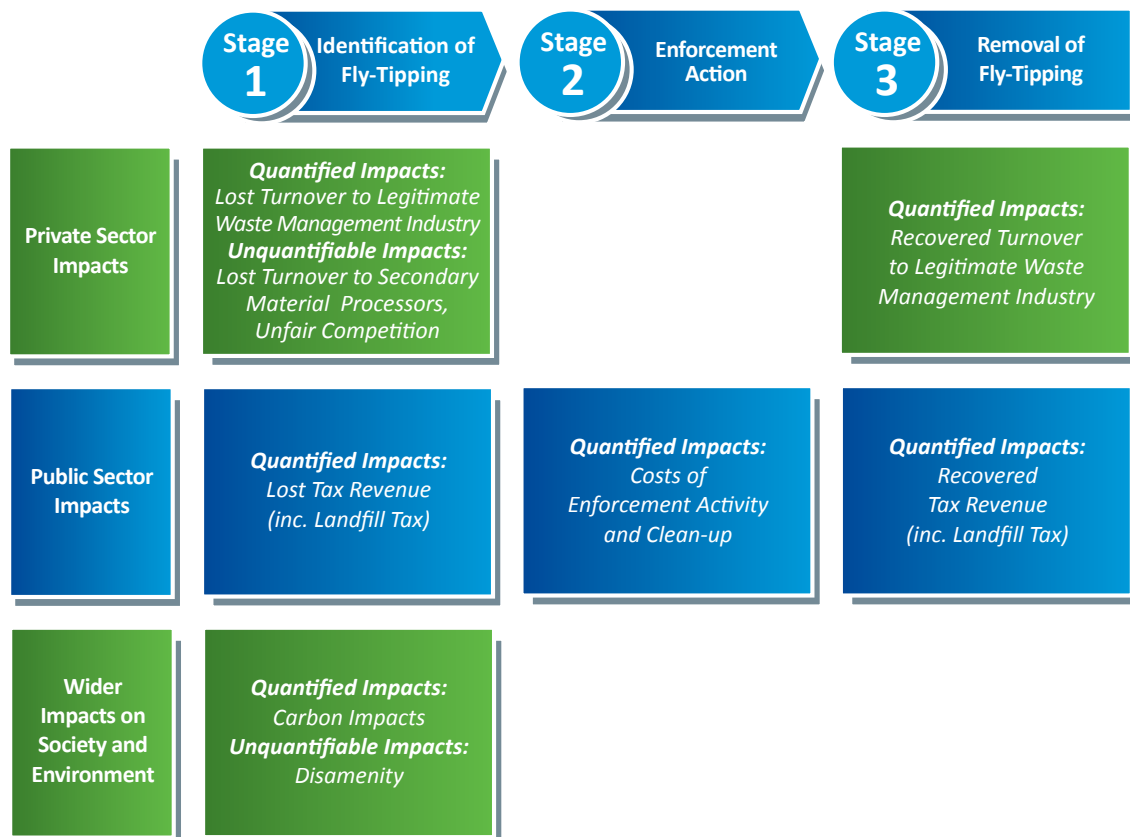 Stage
1
Identification of
Fly-Tipping
Stage
2
Enforcement
Action
Stage
3
Removal of
Fly-Tipping
Private Sector
Impacts
Quantified Impacts:
Lost Turnover to Legitimate
Waste Management Industry
Unquantifiable Impacts:
Lost Turnover to Secondary
Material Processors,
Unfair Competition
Quantified Impacts:
Recovered Turnover
to Legitimate Waste
Management Industry
Public Sector
Impacts
Quantified Impacts:
Lost Tax Revenue
(inc. Landfill Tax)
Quantified Impacts:
Costs of
Enforcement Activity
and Clean-up
Quantified Impacts:
Recovered
Tax Revenue
(inc. Landfill Tax)
Wider
Impacts on
Society and
Environment
Quantified Impacts:
Carbon Impacts
Unquantifiable Impacts:
Disamenity